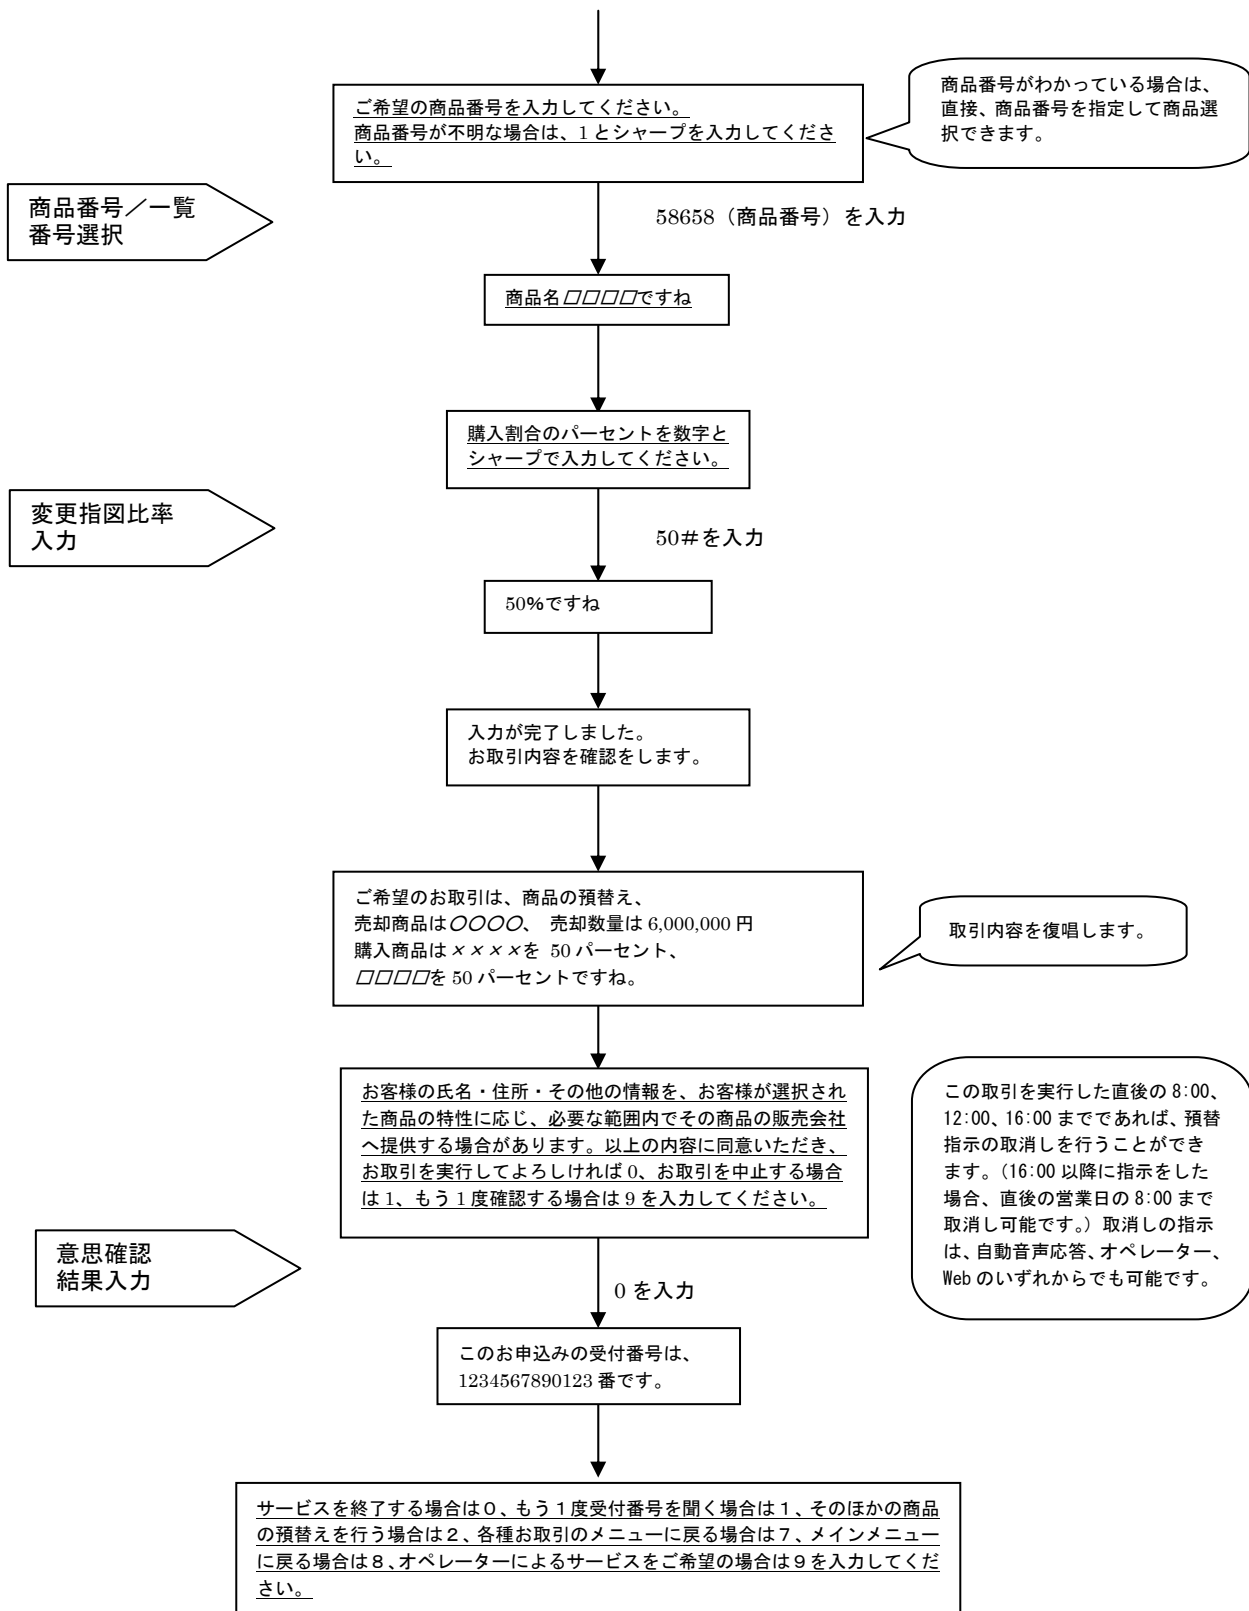 ご希望の商品番号を入力してください。
商品番号が不明な場合は、1とシャープを入力してくださ
い。
商品番号がわかっている場合は、
直接、商品番号を指定して商品選
択できます。
商品番号／一覧
番号選択
58658（商品番号）を入力
商品名□□□□ですね
購入割合のパーセントを数字と
シャープで入力してください。
変更指図比率
入力
50＃を入力
50%ですね
入力が完了しました。
お取引内容を確認をします。
ご希望のお取引は、商品の預替え、
売却商品は〇〇〇〇、 売却数量は 6,000,000 円
購入商品は××××を 50 パーセント、
□□□□を 50 パーセントですね。
取引内容を復唱します。
お客様の氏名・住所・その他の情報を、お客様が選択され
た商品の特性に応じ、必要な範囲内でその商品の販売会社
へ提供する場合があります。以上の内容に同意いただき、
お取引を実行してよろしければ 0、お取引を中止する場合
は 1、もう 1 度確認する場合は 9 を入力してください。
この取引を実行した直後の 8:00、
12:00、16:00 までであれば、預替
指示の取消しを行うことができ
ます。（16:00 以降に指示をした
場合、直後の営業日の 8:00 まで
取消し可能です。）取消しの指示
は、自動音声応答、オペレーター、
Web のいずれからでも可能です。
意思確認
結果入力
0 を入力
このお申込みの受付番号は、
1234567890123 番です。
サービスを終了する場合は０、もう１度受付番号を聞く場合は１、そのほかの商品
の預替えを行う場合は２、各種お取引のメニューに戻る場合は７、メインメニュー
に戻る場合は８、オペレーターによるサービスをご希望の場合は９を入力してくだ
さい。